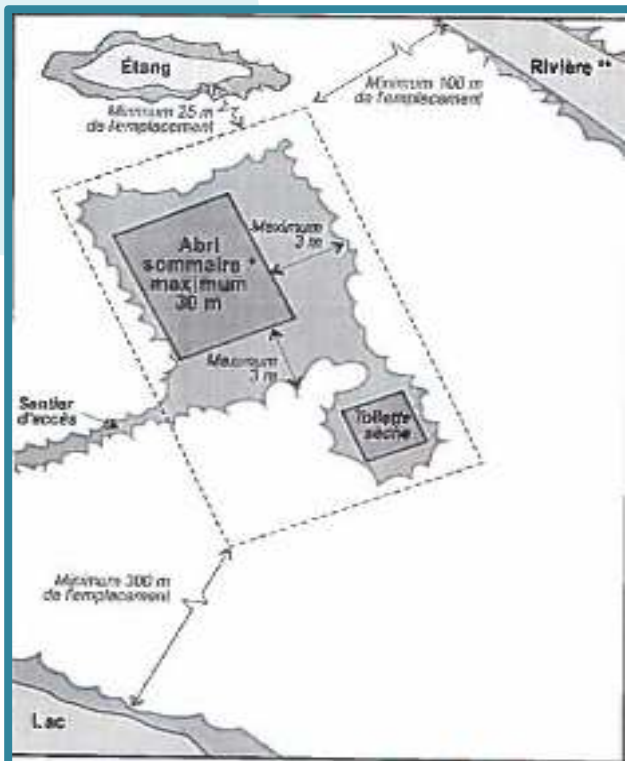 Étang
Rivière **
Minimum 100 m
de l'emplacement
Minimum 25 m
de l'emplacement
Abri
sommaire *
maximum
30 m
Maximum
3 m
Maximum
3 m
Sentier
d'accès
Toilette
sèche
Minimum 300 m
de l'emplacement
Lac